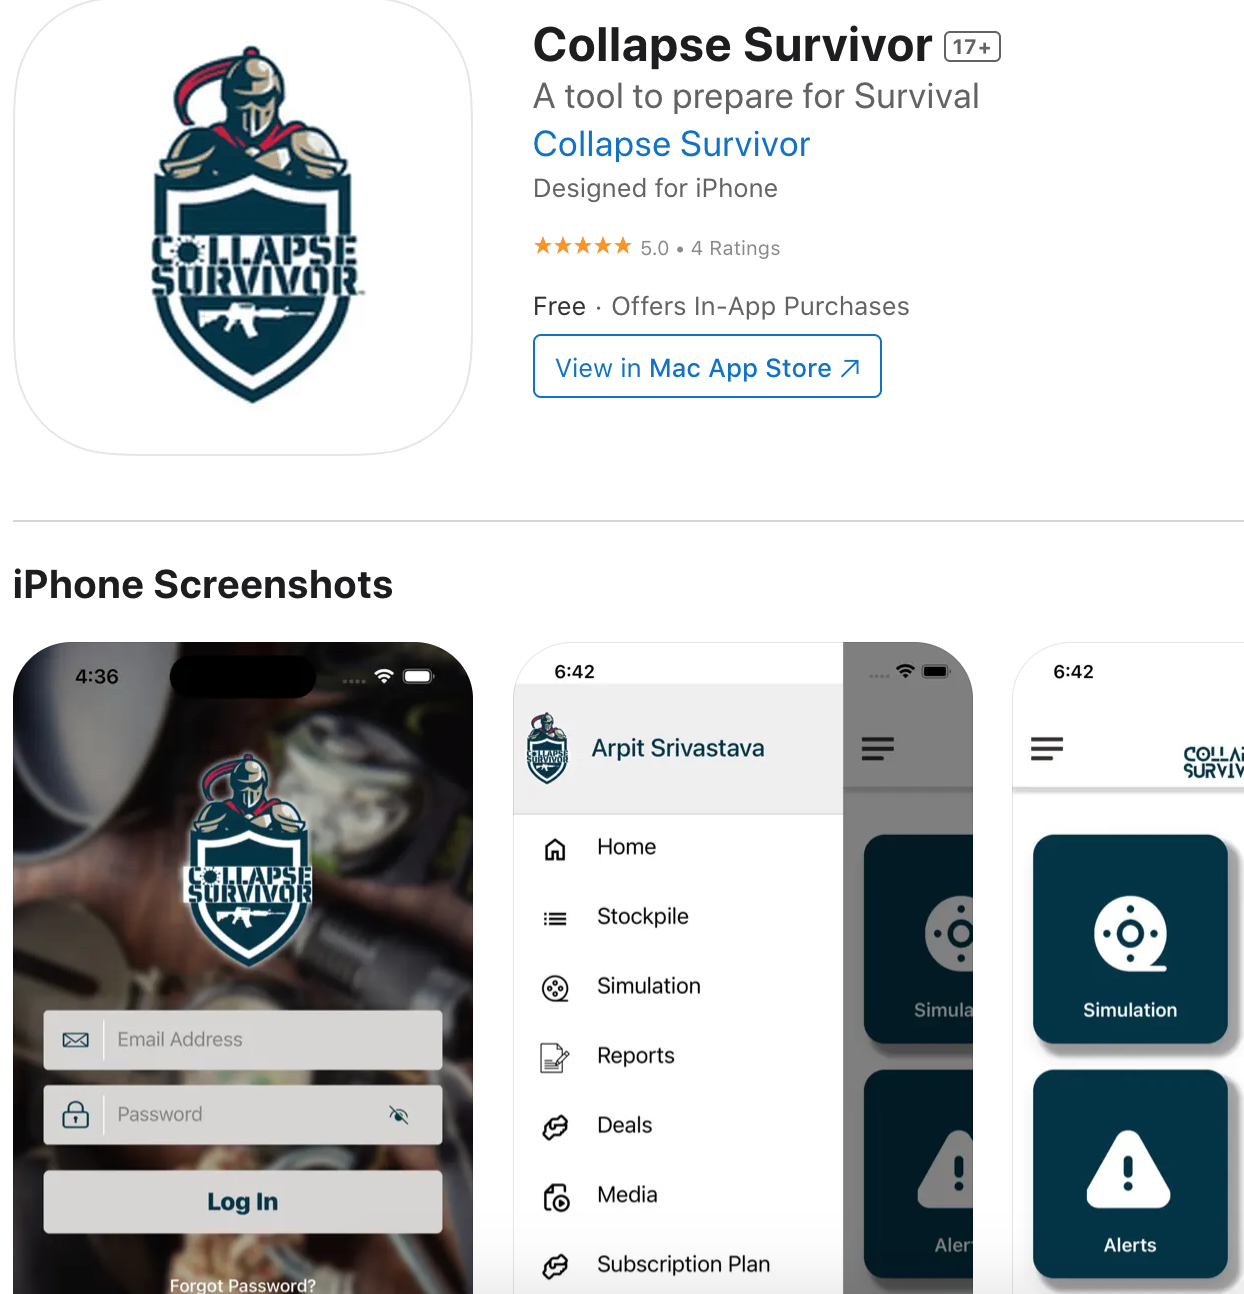 Collapse Survivor 17+
A tool to prepare for Survival
Collapse Survivor
Designed for iPhone
5.0 • 4 Ratings
Free · Offers In-App Purchases
View in Mac App Store
COLLAPSE
SURVIVOR
iPhone Screenshots
4:36
COLLAPSE
SURVIVOR
Email Address
Password
Log In
Forgot Password?
6:42
COLLAPSE
SURVIVOR
Arpit Srivastava
Home
Stockpile
Simulation
Reports
Deals
Media
Subscription Plan
Simula
Aler
6:42
COLLA
SURVIV
Simulation
Alerts